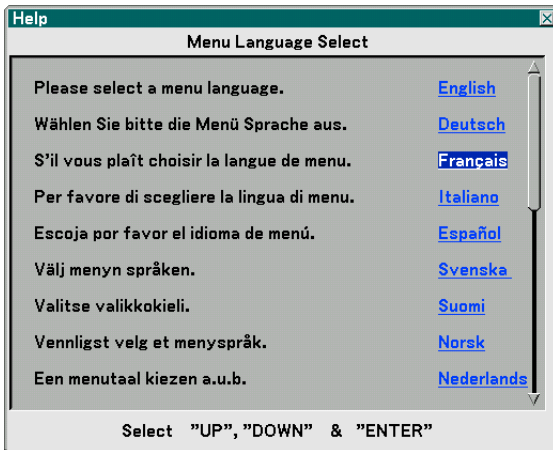 Help
Menu Language Select
Please select a menu language. English
Wählen Sie bitte die Menü Sprache aus. Deutsch
S'il vous plaît choisir la langue de menu. Français
Per favore di scegliere la lingua di menu. Italiano
Escoja por favor el idioma de menú. Español
Välj menyn språken. Svenska
Valitse valikkokieli. Suomi
Vennligst velg et menyspråk. Norsk
Een menutaal kiezen a.u.b. Nederlands
Select "UP", "DOWN" & "ENTER"